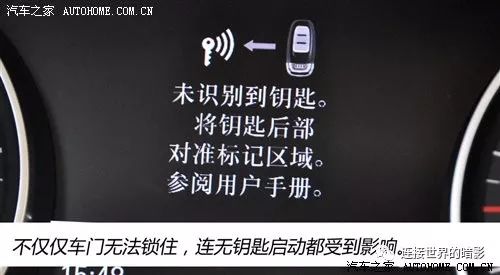 汽车之家 AUTOHOME.COM.CN
汽车之家 AUTOHOME.COM.CN
未识别到钥匙。
将钥匙后部
对准标记区域。
参阅用户手册。
连接世界的暗影
不仅仅车门无法锁住，连无钥匙启动都受到影响。